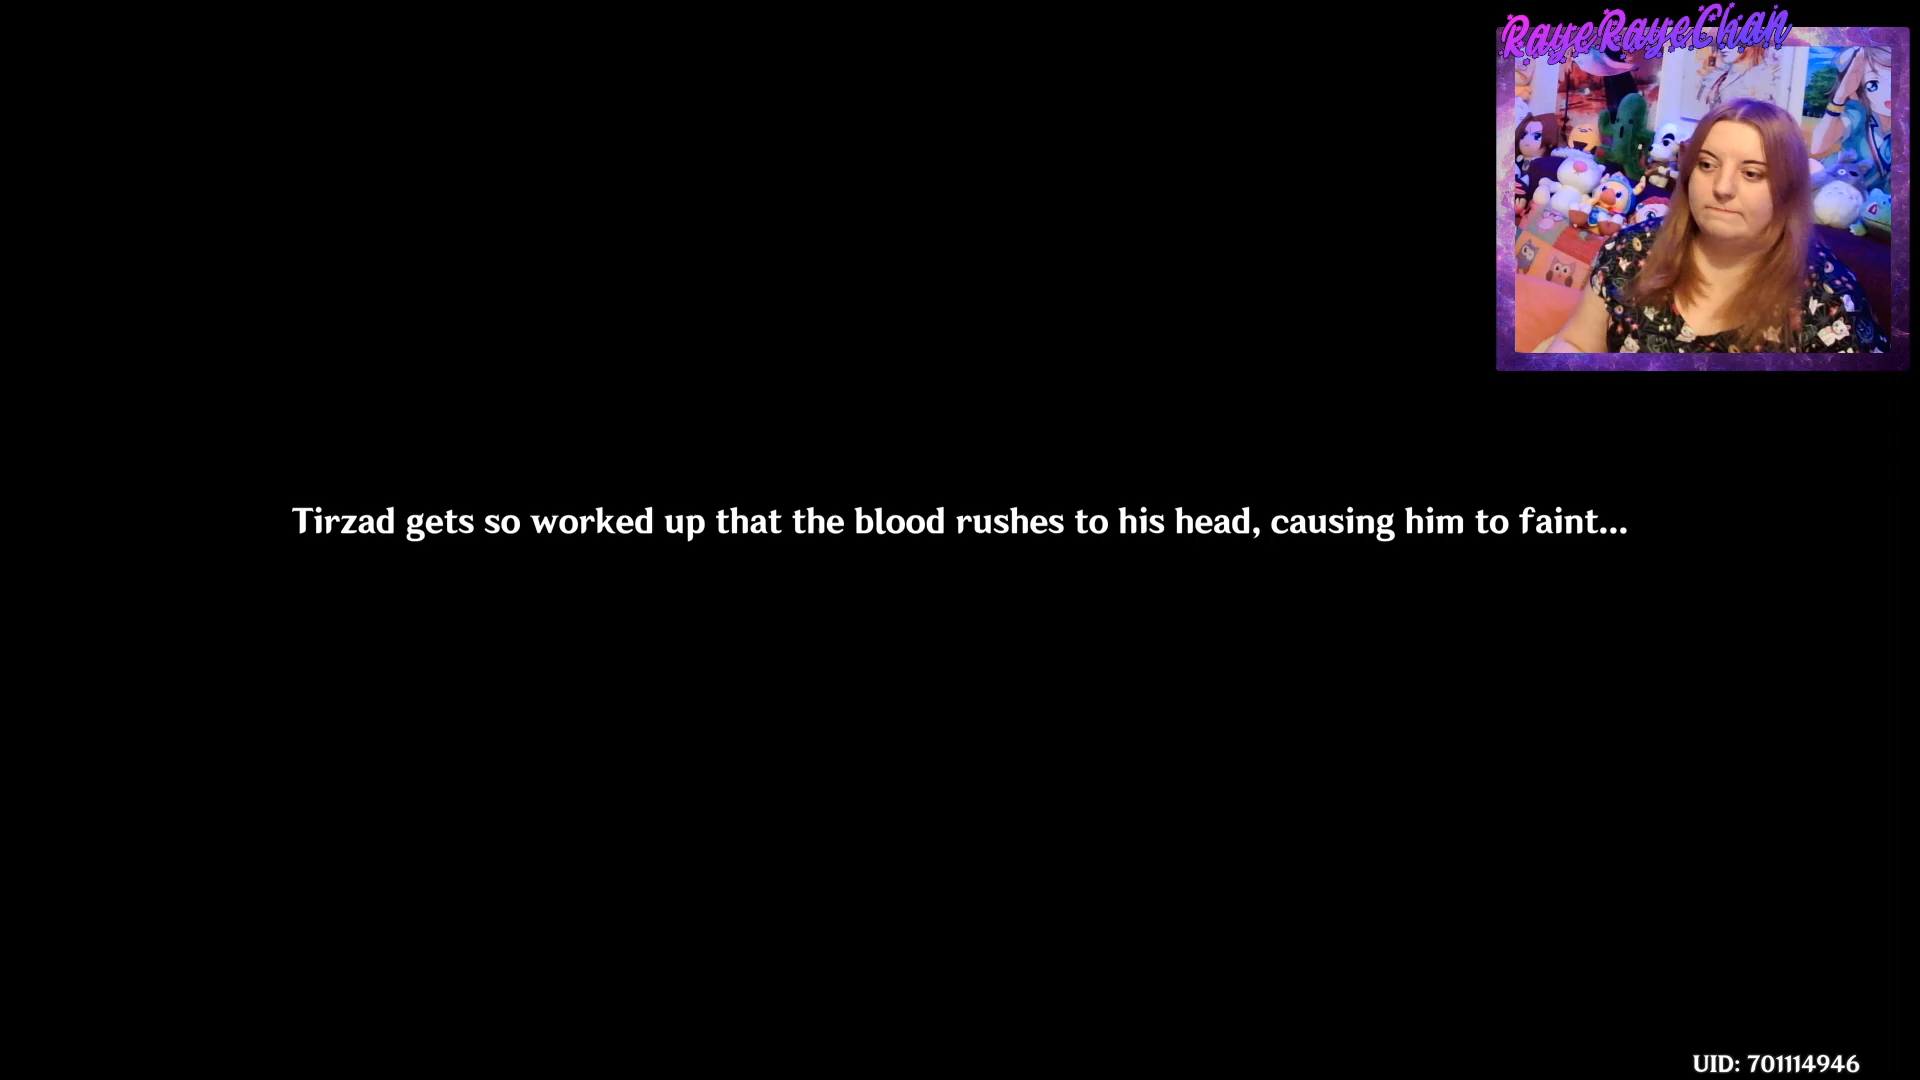 RayeRayeChan
Tirzad gets so worked up that the blood rushes to his head, causing him to faint...
UID: 701114946